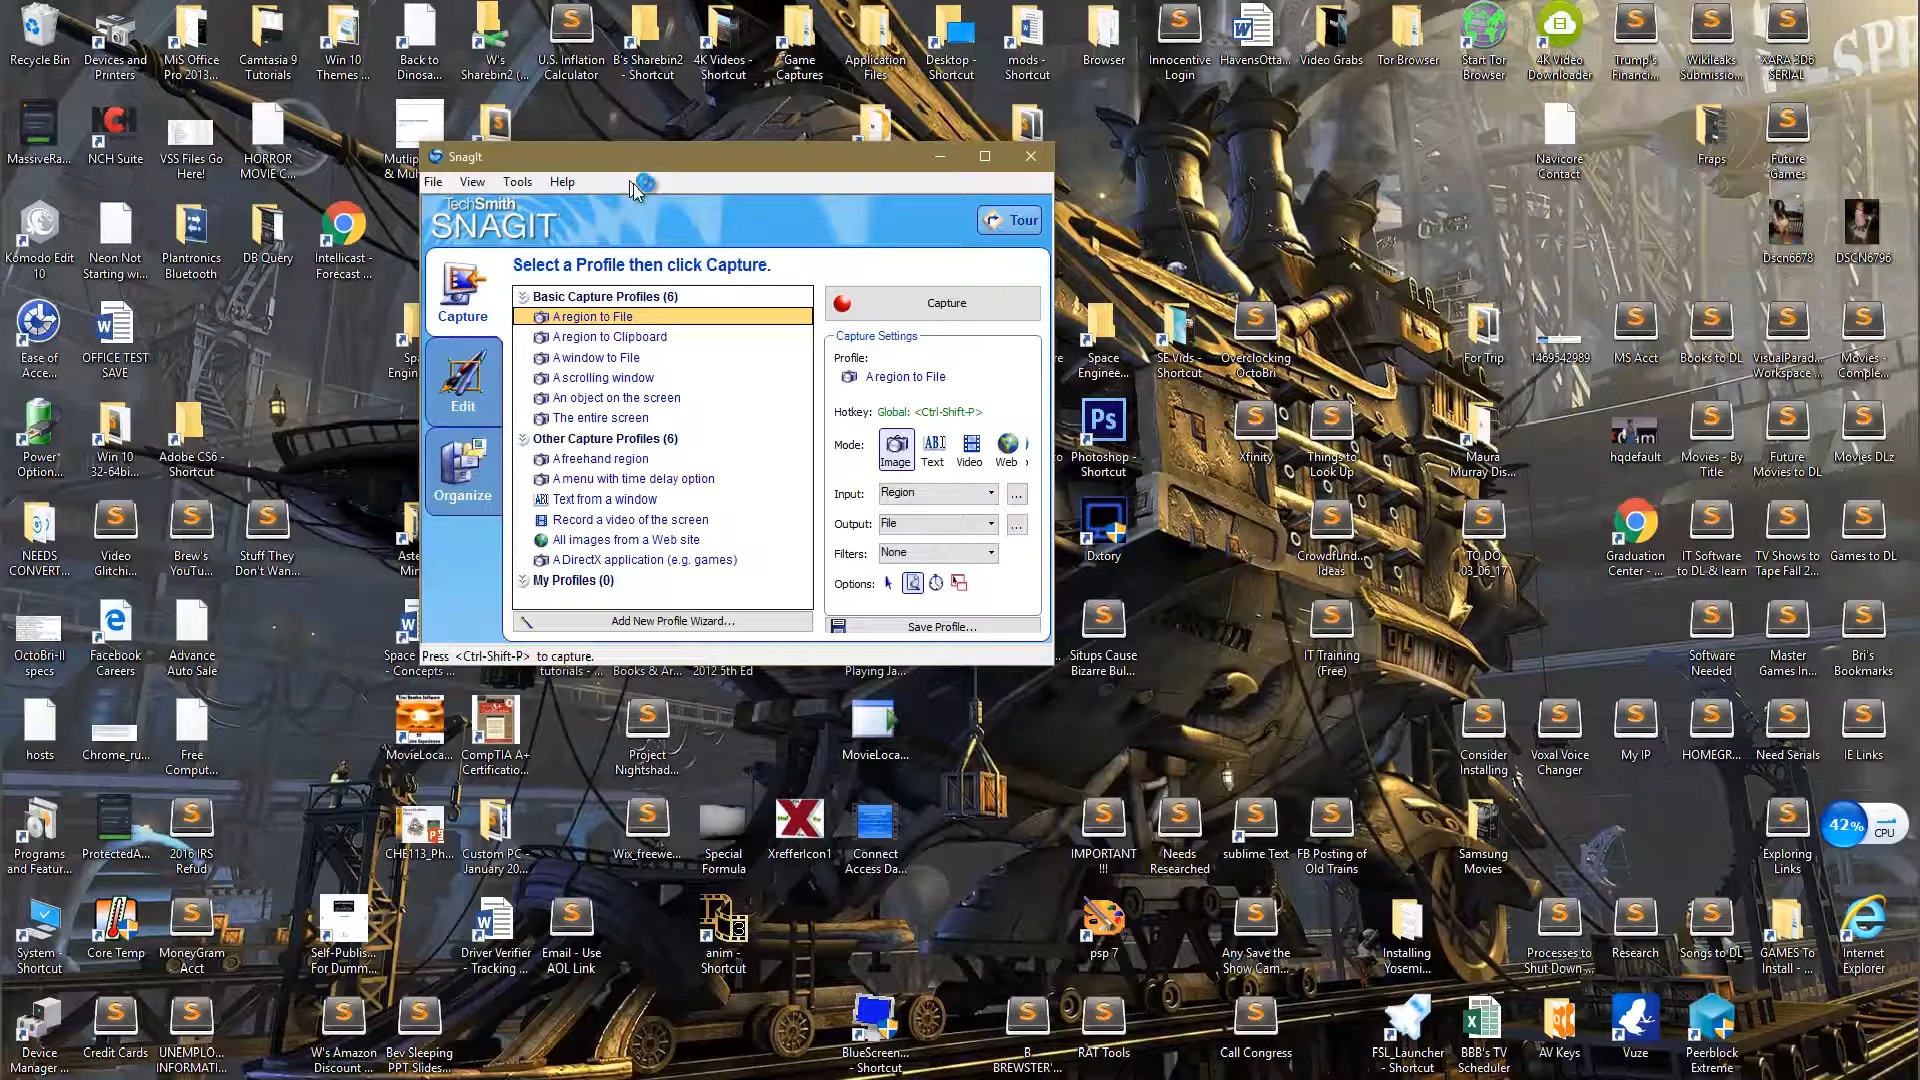 Recycle Bin
Devices and
Printers
MiS Office
Pro 2013...
Camtasia 9
Tutorials
Win 10
Themes ...
Back to
Dinosa...
W's
Sharebin2 (...
U.S. Inflation
Calculator
B's Sharebin2
- Shortcut
4K Videos -
Shortcut
Game
Captures
Application
Files
Desktop -
Shortcut
mods -
Shortcut
Browser
Innocentive
Login
HavensOtta...
Video Grabs
Tor Browser
Start Tor
Browser
4K Video
Downloader
Trump's
Financi...
Wikileaks
Submissio...
XARA 3D6
SERIAL
MassiveRa...
NCH Suite
VSS Files Go
Here!
HORROR
MOVIE C...
Mutlip
& Mu
Navicore
Contact
Fraps
Future
Games
SnagIt
File
View
Tools
Help
TechSmith
SNAGIT
Tour
Select a Profile then click Capture.
Capture
Edit
Organize
Basic Capture Profiles (6)
A region to File
A region to Clipboard
A window to File
A scrolling window
An object on the screen
The entire screen
Other Capture Profiles (6)
A freehand region
A menu with time delay option
Text from a window
Record a video of the screen
All images from a Web site
A DirectX application (e.g. games)
My Profiles (0)
Add New Profile Wizard...
Capture
Capture Settings
Profile:
A region to File
Hotkey: Global: <Ctrl-Shift-P>
Mode:
Image
Text
Video
Web
Input: Region
...
Output: File
...
Filters: None
Options:
Save Profile...
Press <Ctrl-Shift-P> to capture.
Komodo Edit
10
Neon Not
Starting wi...
Plantronics
Bluetooth
DB Query
Intellicast -
Forecast ...
Dscn6678
DSCN6796
Ease of
Acce...
OFFICE TEST
SAVE
Spa
Engin
Space
Enginee...
SE Vids -
Shortcut
Overclocking
OctoBri
For Trip
1469542989
MS Acct
Books to DL
VisualParad...
Workspace ...
Movies -
Comple...
Power
Option...
Win 10
32-64bi...
Adobe CS6 -
Shortcut
Ps
Photoshop -
Shortcut
Xfinity
Things to
Look Up
Maura
Murray Dis...
hqdefault
Movies - By
Title
Future
Movies to DL
Movies DLz
NEEDS
CONVERT...
Video
Glitchi...
Brew's
YouTu...
Stuff They
Don't Wan...
Aste
Min
Dxtory
Crowdfund...
Ideas
TO DO
03_06_17
Graduation
Center - ...
IT Software
to DL & learn
TV Shows to
Tape Fall 2...
Games to DL
OctoBri-II
specs
Facebook
Careers
Advance
Auto Sale
Space
- Concepts ...
tutorials - ...
Books & Ar...
2012 5th Ed
Playing Ja...
Situps Cause
Bizarre Bul...
IT Training
(Free)
Software
Needed
Master
Games In...
Bri's
Bookmarks
hosts
Chrome_ru...
Free
Comput...
MovieLoca...
CompTIA A+
Certificatio...
Project
Nightshad...
MovieLoca...
Consider
Installing
Voxal Voice
Changer
My IP
HOMEGR...
Need Serials
IE Links
Programs
and Featur...
ProtectedA...
2016 IRS
Refud
CHE113_Ph...
Custom PC -
January 20...
Wix_freewe...
Special
Formula
XrefferIcon1
Connect
Access Da...
IMPORTANT
!!!
Needs
Researched
sublime Text
FB Posting of
Old Trains
Samsung
Movies
Exploring
Links
42%
CPU
System -
Shortcut
Core Temp
MoneyGram
Acct
Self-Publis...
For Dumm...
Driver Verifier
- Tracking ...
Email - Use
AOL Link
anim -
Shortcut
psp 7
Any Save the
Show Cam...
Installing
Yosemi...
Processes to
Shut Down ...
Research
Songs to DL
GAMES To
Install - ...
Internet
Explorer
Device
Manager ...
Credit Cards
UNEMPLO...
INFORMATI...
W's Amazon
Discount ...
Bev Sleeping
PPT Slides...
BlueScreen...
- Shortcut
B.
BREWSTER'...
RAT Tools
Call Congress
FSL_Launcher
- Shortcut
BBB's TV
Scheduler
AV Keys
Vuze
Peerblock
Extreme